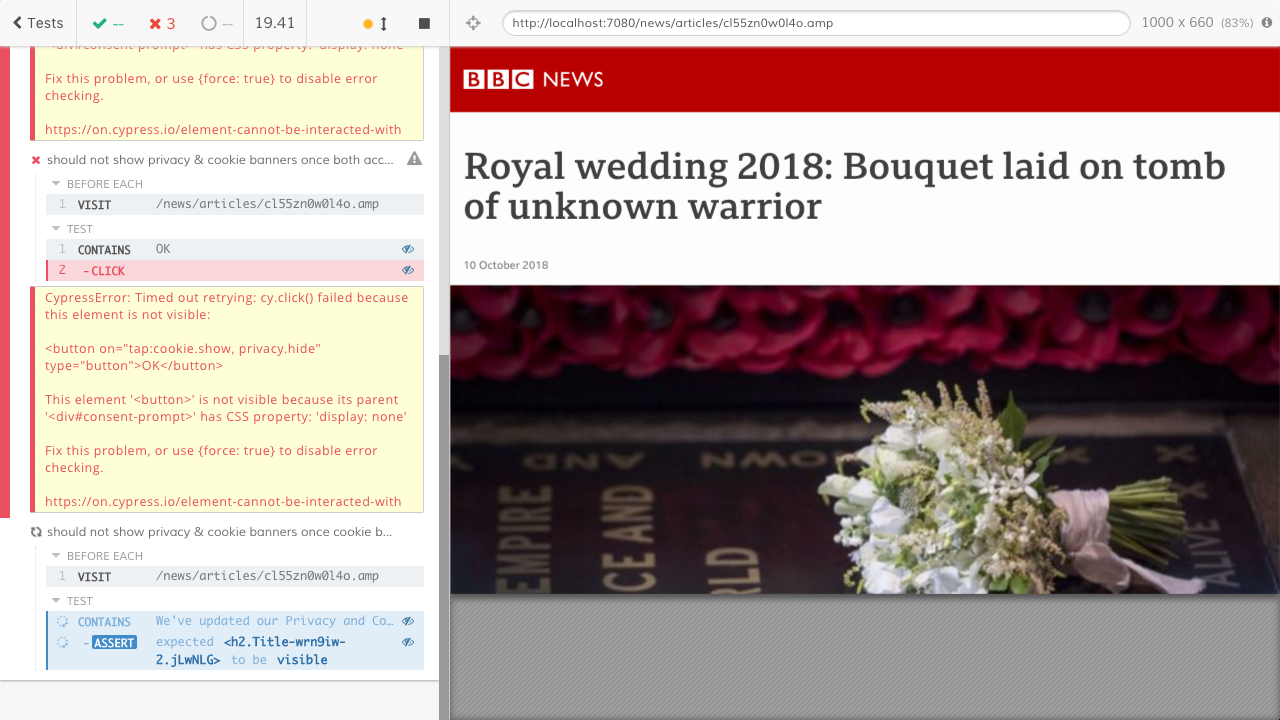 Tests
--
3
--
19.41
http://localhost:7080/news/articles/cl55zn0w0l4o.amp
1000 x 660 (83%)
<div#consent-prompt>' has CSS property: 'display: none'
Fix this problem, or use {force: true} to disable error
checking.
https://on.cypress.io/element-cannot-be-interacted-with
should not show privacy & cookie banners once both acc...
BEFORE EACH
1 VISIT /news/articles/cl55zn0w0l4o.amp
TEST
1 CONTAINS OK
2 -CLICK
CypressError: Timed out retrying: cy.click() failed because
this element is not visible:
<button on="tap:cookie.show, privacy.hide"
type="button">OK</button>
This element '<button>' is not visible because its parent
'<div#consent-prompt>' has CSS property: 'display: none'
Fix this problem, or use {force: true} to disable error
checking.
https://on.cypress.io/element-cannot-be-interacted-with
should not show privacy & cookie banners once cookie b...
BEFORE EACH
1 VISIT /news/articles/cl55zn0w0l4o.amp
TEST
CONTAINS We've updated our Privacy and Co...
-ASSERT expected <h2.Title-wrn9iw-
2.jLwNLG> to be visible
BBC NEWS
Royal wedding 2018: Bouquet laid on tomb
of unknown warrior
10 October 2018
EMPIRE
CE AND
RLD
ALIVE